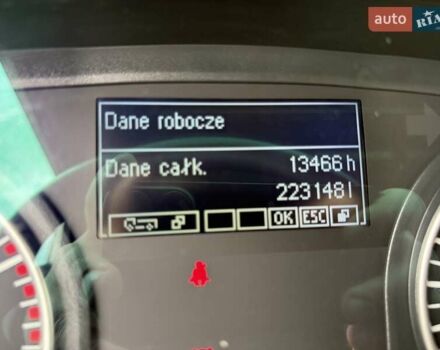 auto RIA
Dane robocze
Dane całk. 13466 h
223148 l
OK ESC